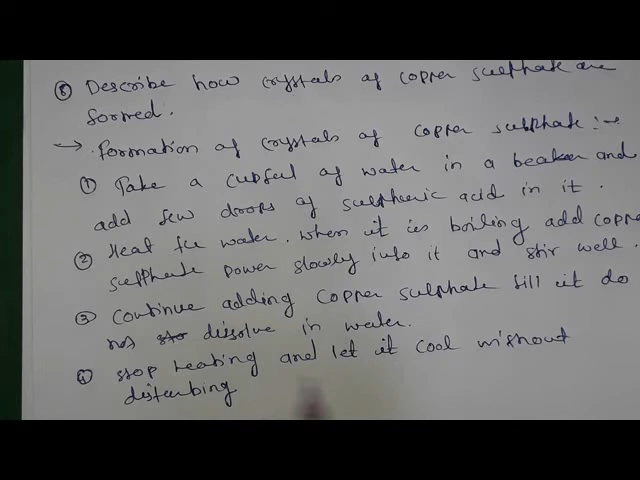 ⑧ Describe how crystals of copper sulphate are
formed.
→ Formation of crystals of copper sulphate :→
① Take a cupful of water in a beaker and
add few drops of sulphuric acid in it.
② Heat the water. when it is boiling add copper
sulphate power slowly into it and stir well.
③ continue adding copper sulphate till it do
not dissolve in water.
④ stop heating and let it cool without
disturbing